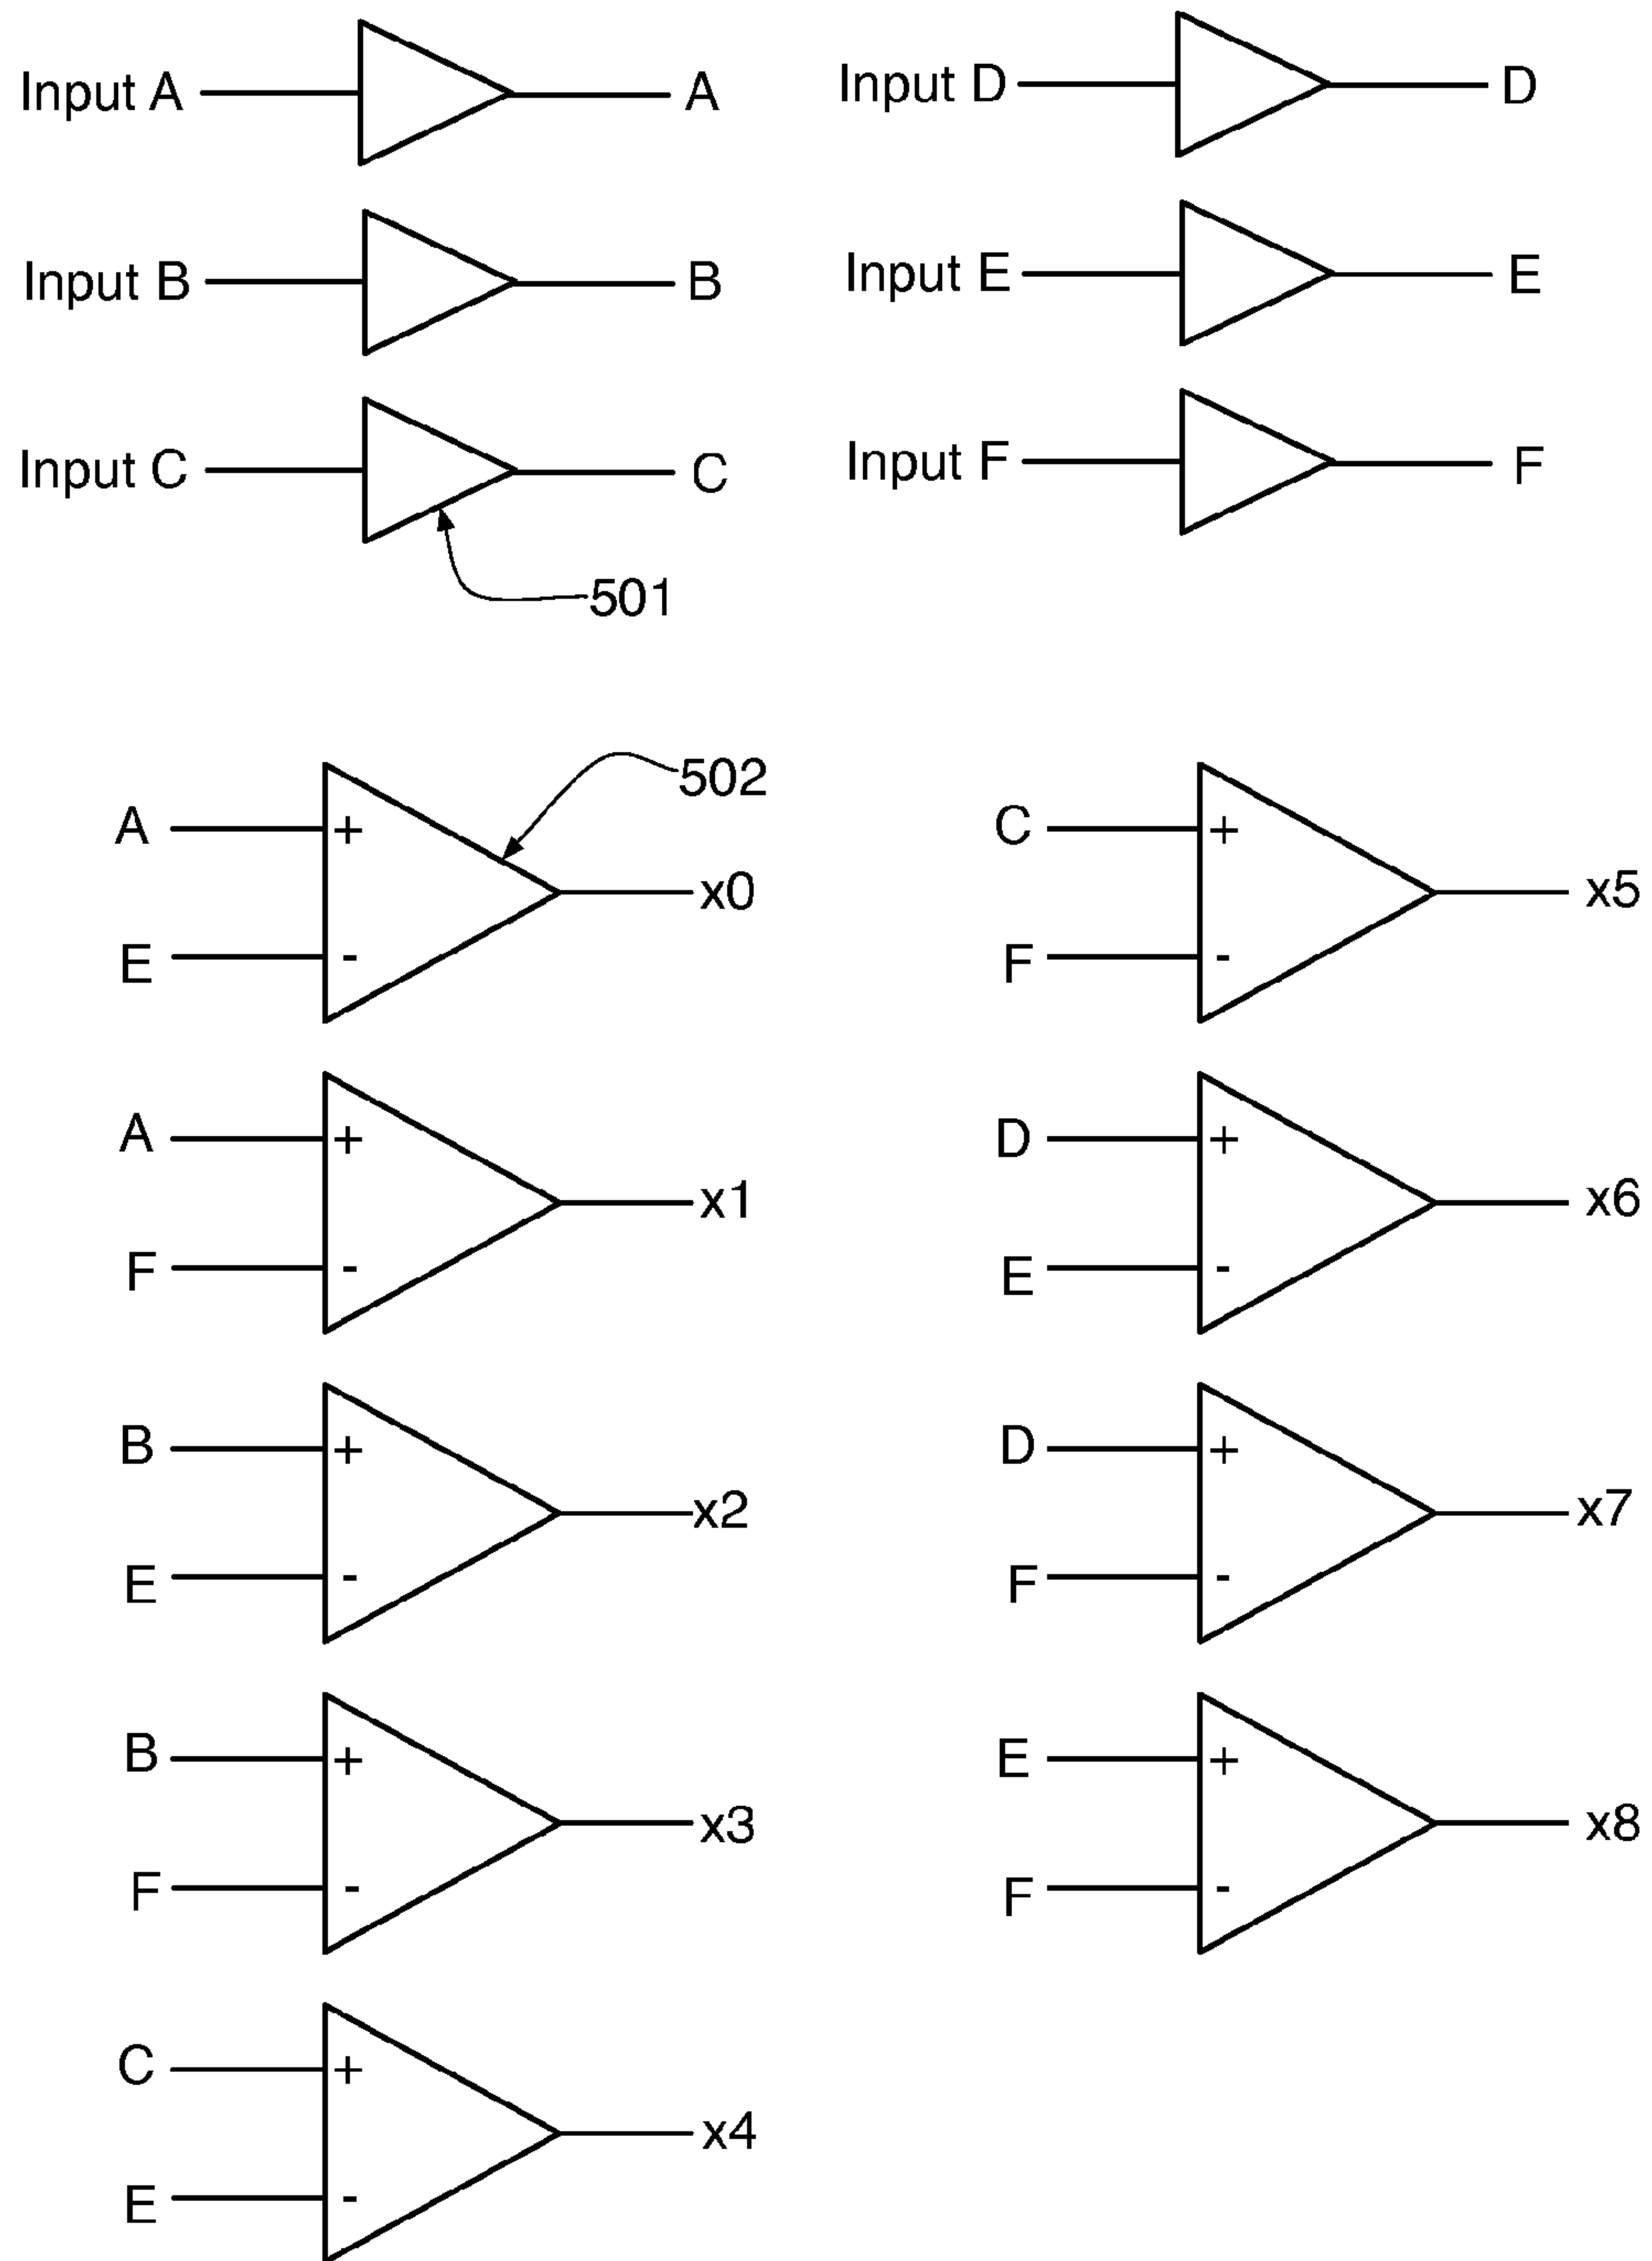 Input A A
Input D D
Input B B
Input E E
Input C C
Input F F
501
502
A + x0
E -
C + x5
F -
A + x1
F -
D + x6
E -
B + x2
E -
D + x7
F -
B + x3
F -
E + x8
F -
C + x4
E -